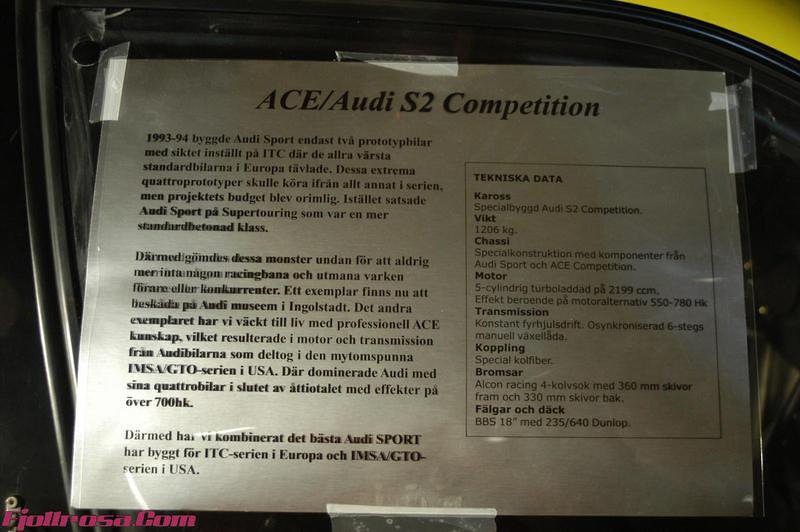 ACE/Audi S2 Competition
1993-94 byggde Audi Sport endast två prototypbilar
med siktet inställt på ITC där de allra värsta
standardbilarna i Europa tävlade. Dessa extrema
quattroprototyper skulle köra ifrån allt annat i serien,
men projektets budget blev orimlig. Istället satsade
Audi Sport på Supertouring som var en mer
standardbetonad klass.
Därmed gömdes dessa monster undan för att aldrig
mer inta någon racingbana och utmana varken
förare eller konkurrenter. Ett exemplar finns nu att
beskåda på Audi museem i Ingolstadt. Det andra
exemplaret har vi väckt till liv med professionell ACE
kunskap, vilket resulterade i motor och transmission
från Audibilarna som deltog i den mytomspunna
IMSA/GTO-serien i USA. Där dominerade Audi med
sina quattrobilar i slutet av åttiotalet med effekter på
över 700hk.
Därmed har vi kombinerat det bästa Audi SPORT
har byggt för ITC-serien i Europa och IMSA/GTO-
serien i USA.
TEKNISKA DATA
Kaross
Specialbyggd Audi S2 Competition.
Vikt
1206 kg.
Chassi
Specialkonstruktion med komponenter från
Audi Sport och ACE Competition.
Motor
5-cylindrig turboladdad på 2199 ccm.
Effekt beroende på motoralternativ 550-780 Hk
Transmission
Konstant fyrhjulsdrift. Osynkroniserad 6-stegs
manuell växellåda.
Koppling
Special kolfiber.
Bromsar
Alcon racing 4-kolvsok med 360 mm skivor
fram och 330 mm skivor bak.
Fälgar och däck
BBS 18" med 235/640 Dunlop.
Fjollrosa.Com